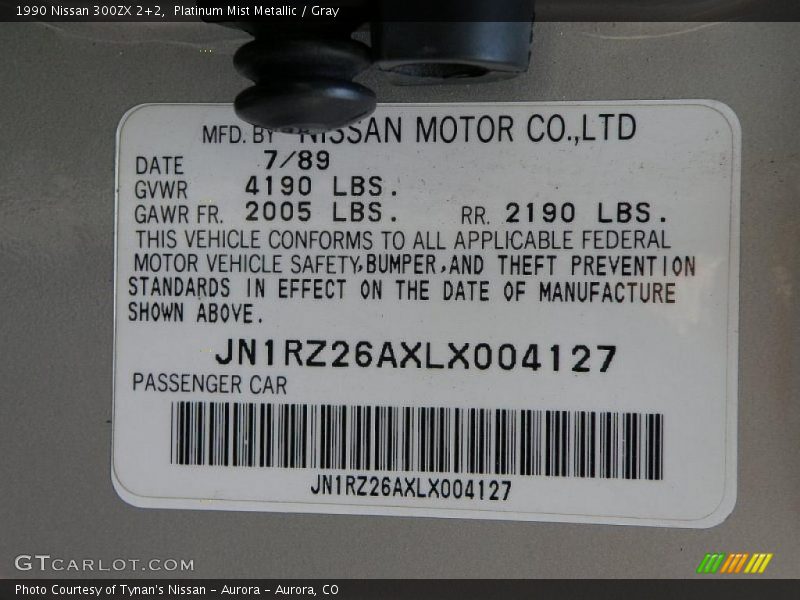 1990 Nissan 300ZX 2+2, Platinum Mist Metallic / Gray
MFD. BY NISSAN MOTOR CO.,LTD
DATE 7/89
GVWR 4190 LBS.
GAWR FR. 2005 LBS. RR. 2190 LBS.
THIS VEHICLE CONFORMS TO ALL APPLICABLE FEDERAL
MOTOR VEHICLE SAFETY,BUMPER,AND THEFT PREVENTION
STANDARDS IN EFFECT ON THE DATE OF MANUFACTURE
SHOWN ABOVE.
JN1RZ26AXLX004127
PASSENGER CAR
JN1RZ26AXLX004127
GTCARLOT.COM
Photo Courtesy of Tynan's Nissan - Aurora - Aurora, CO